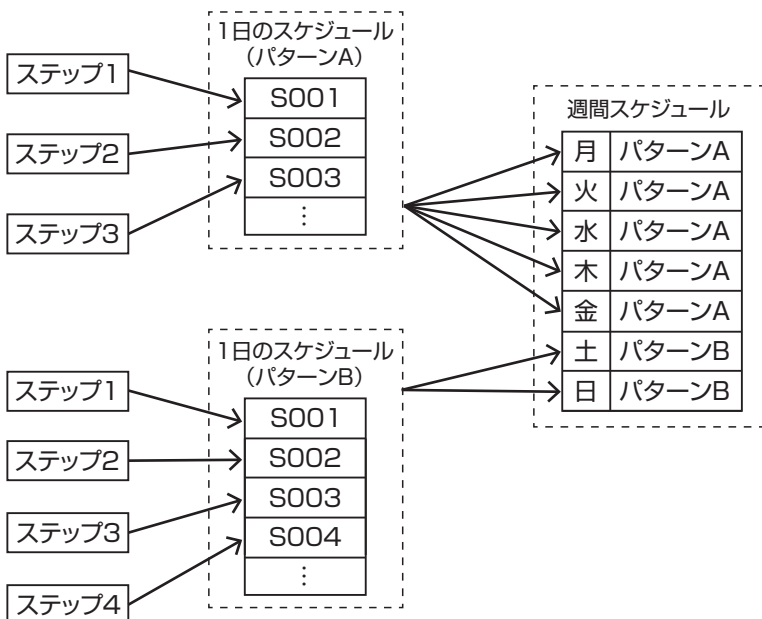 ステップ1
ステップ2
ステップ3
1日のスケジュール
（パターンA）
S001
S002
S003
⋮
ステップ1
ステップ2
ステップ3
ステップ4
1日のスケジュール
（パターンB）
S001
S002
S003
S004
⋮
週間スケジュール
月 パターンA
火 パターンA
水 パターンA
木 パターンA
金 パターンA
土 パターンB
日 パターンB